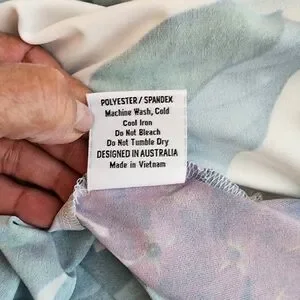 POLYESTER / SPANDEX
Machine Wash, Cold
Cool Iron
Do Not Bleach
Do Not Tumble Dry
DESIGNED IN AUSTRALIA
Made in Vietnam